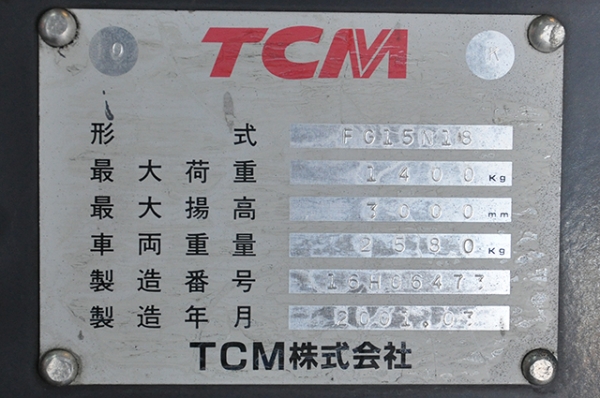 O TCM K
形式 FG15N18
最大荷重 1400 Kg
最大揚高 3000 mm
車両重量 2580 Kg
製造番号 16H66477
製造年月 2001.07
TCM株式会社